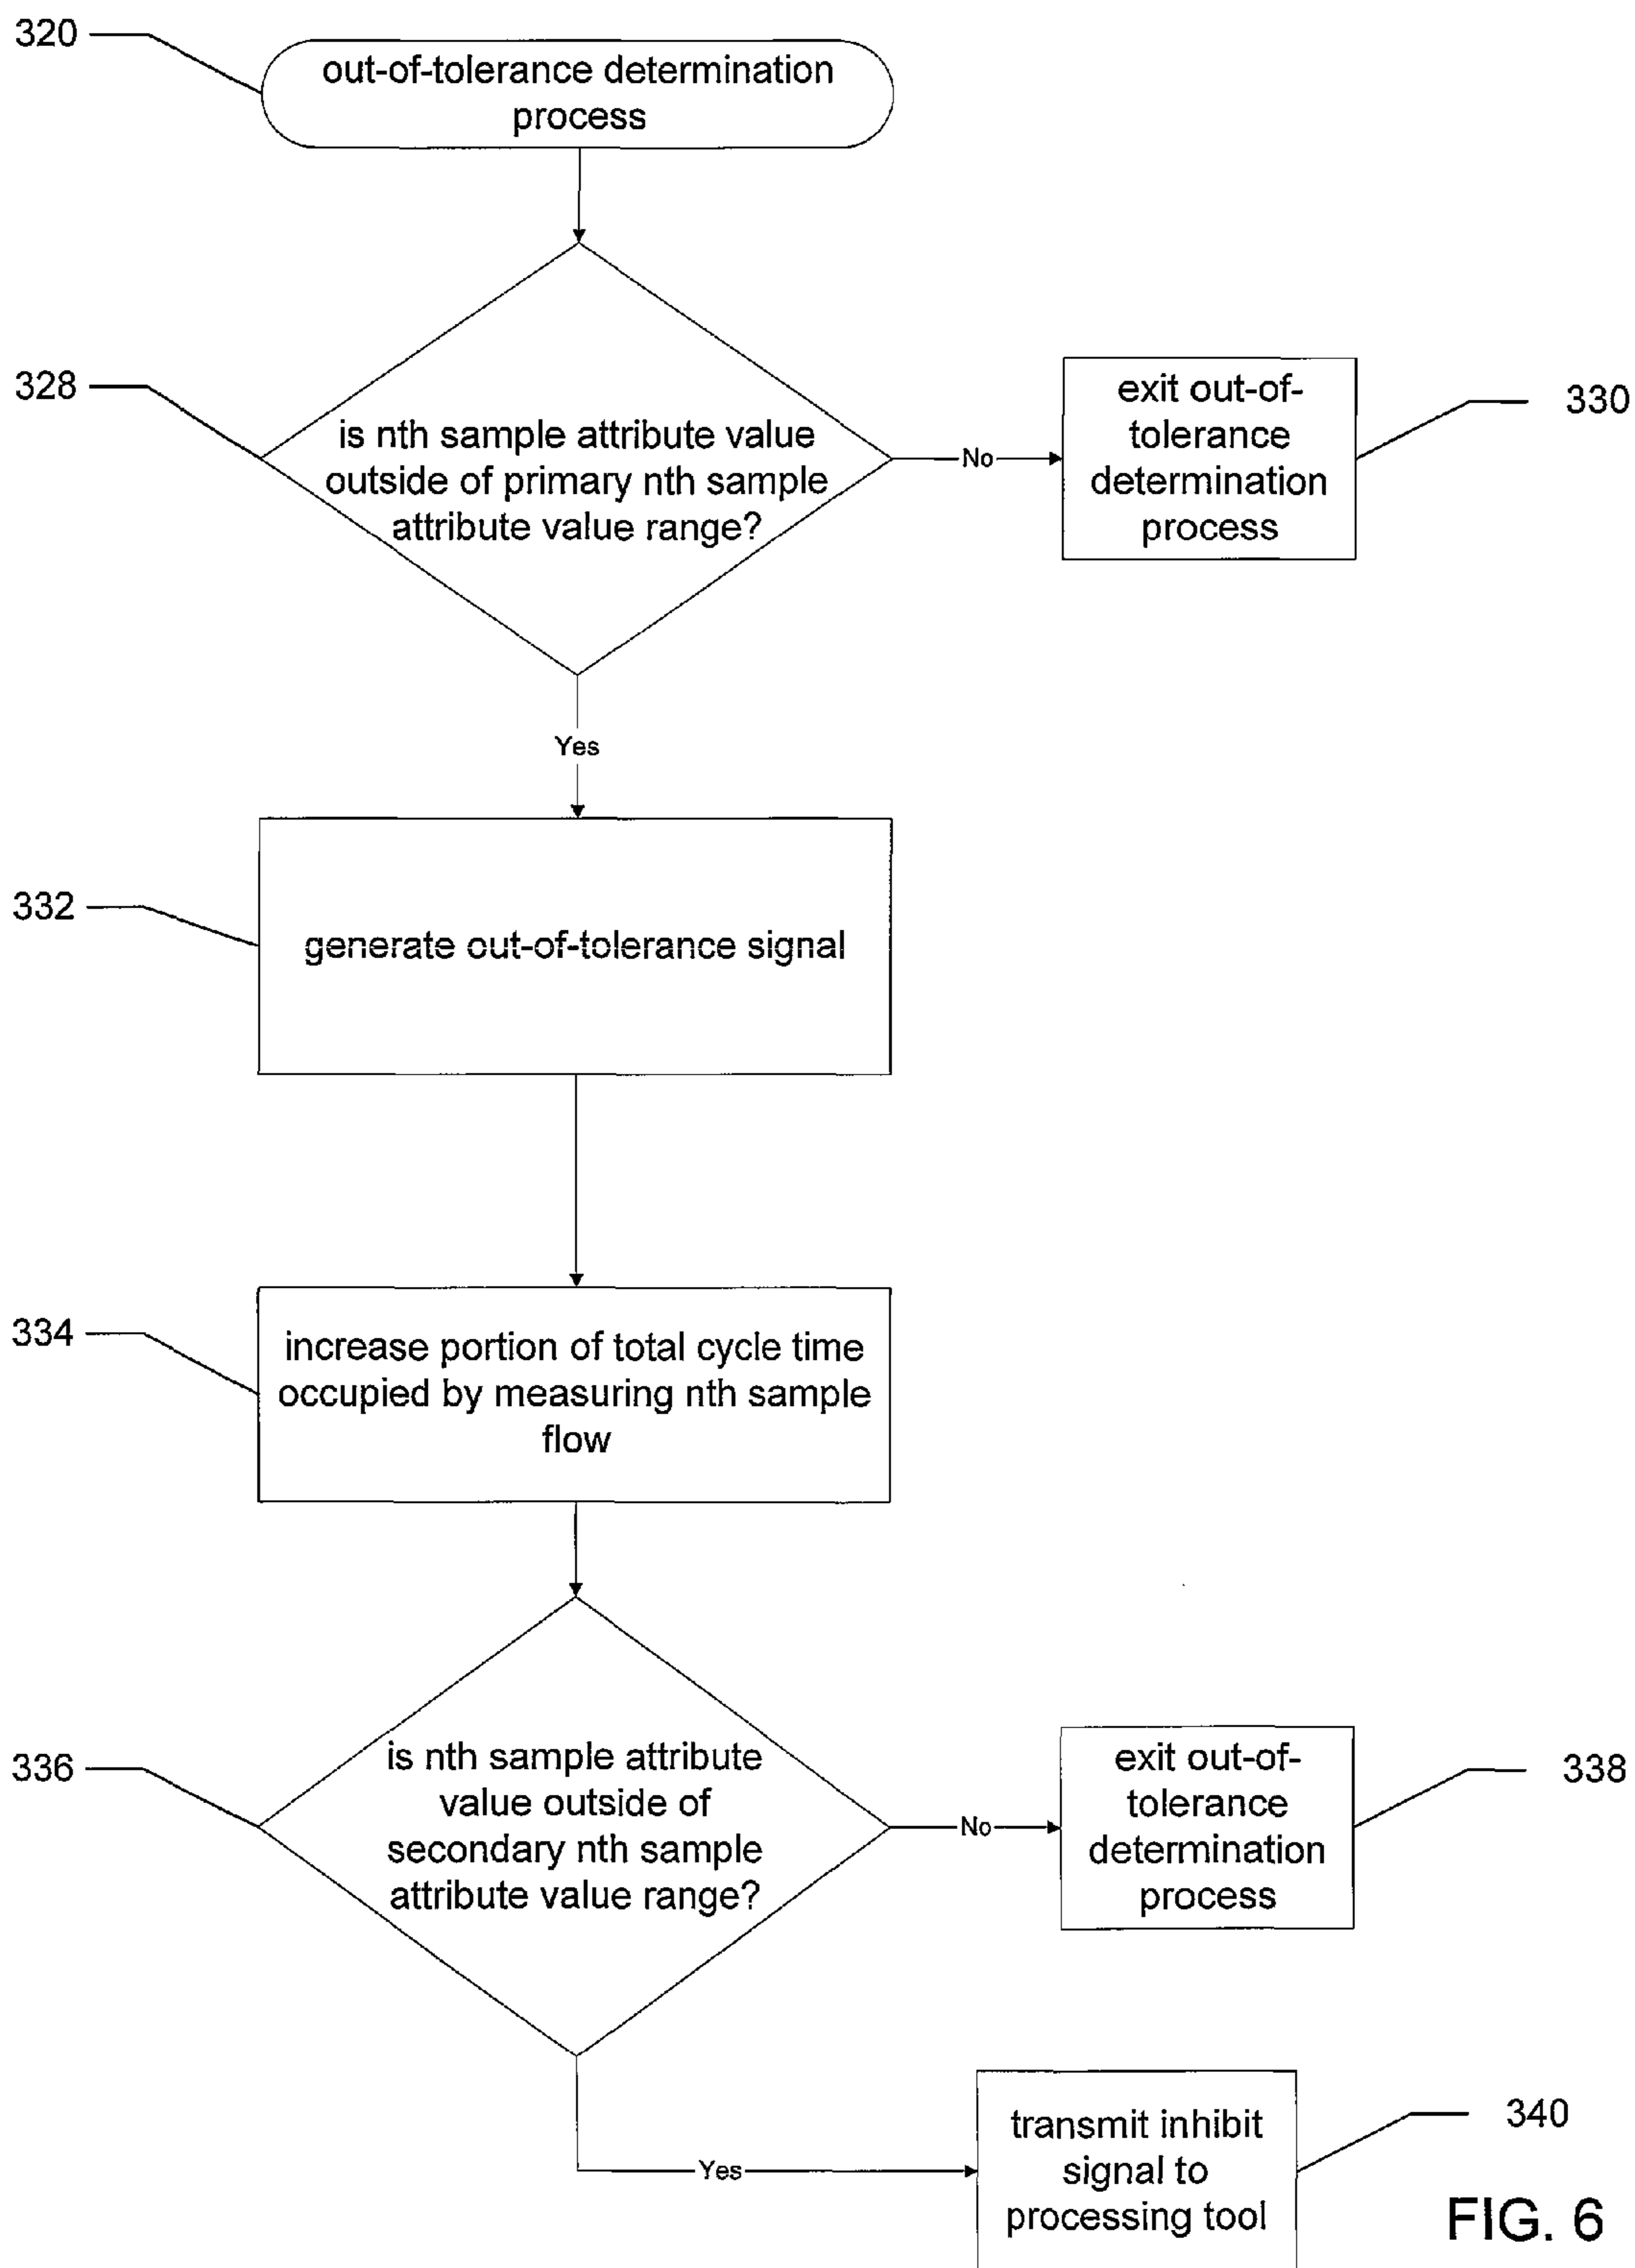 320
out-of-tolerance determination
process
328
is nth sample attribute value
outside of primary nth sample
attribute value range?
No
exit out-of-
tolerance
determination
process
330
Yes
332
generate out-of-tolerance signal
334
increase portion of total cycle time
occupied by measuring nth sample
flow
336
is nth sample attribute
value outside of
secondary nth sample
attribute value range?
No
exit out-of-
tolerance
determination
process
338
Yes
transmit inhibit
signal to
processing tool
340
FIG. 6